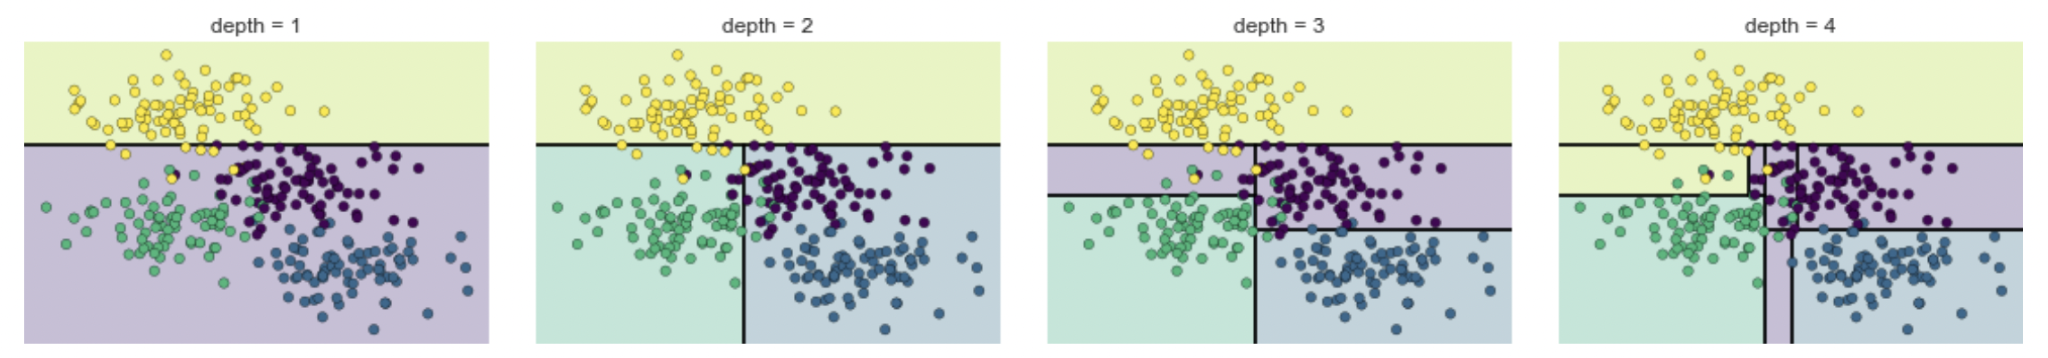 depth = 1
depth = 2
depth = 3
depth = 4